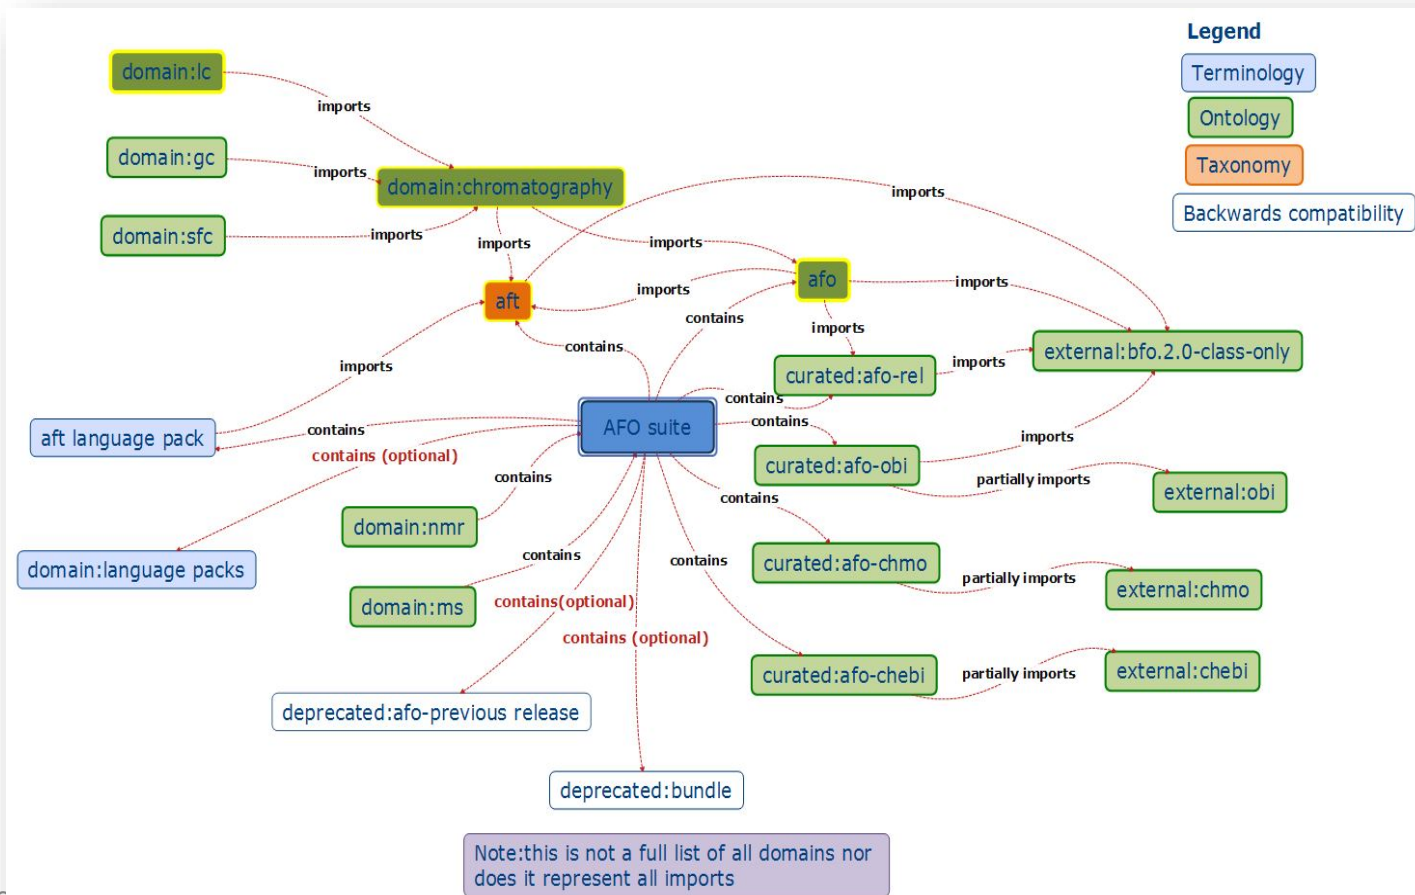 Legend
Terminology
Ontology
Taxonomy
Backwards compatibility
domain:lc
imports
domain:gc
imports
domain:chromatography
imports
domain:sfc
imports
imports
imports
aft
imports
afo
imports
contains
imports
contains
imports
external:bfo.2.0-class-only
curated:afo-rel
imports
contains
aft language pack
contains
contains (optional)
AFO suite
contains
imports
curated:afo-obi
partially imports
external:obi
contains
domain:nmr
contains
domain:language packs
contains
domain:ms
contains(optional)
contains (optional)
contains
curated:afo-chmo
partially imports
external:chmo
curated:afo-chebi
partially imports
external:chebi
deprecated:afo-previous release
deprecated:bundle
Note:this is not a full list of all domains nor
does it represent all imports